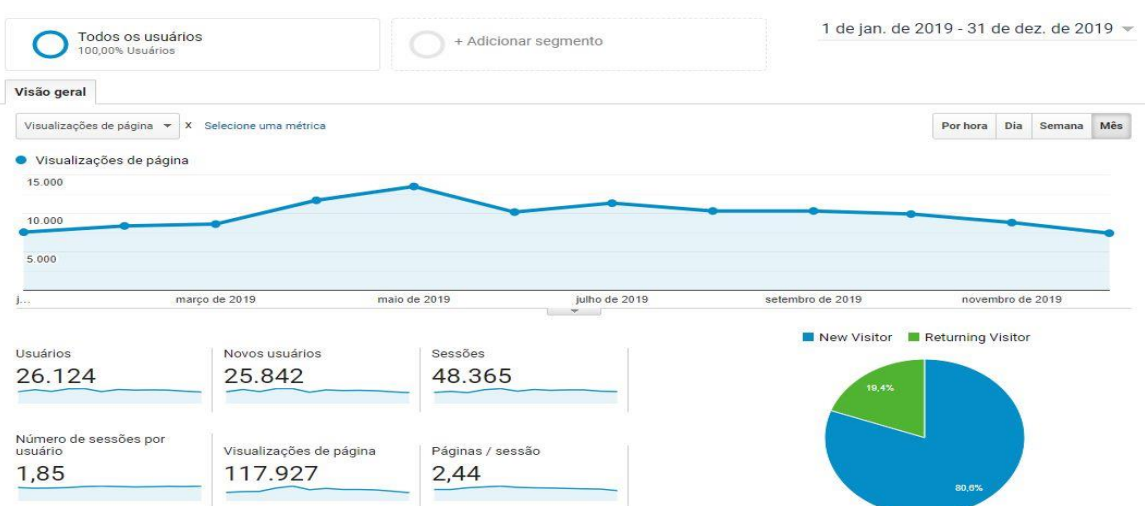 Todos os usuários
100,00% Usuários
+ Adicionar segmento
1 de jan. de 2019 - 31 de dez. de 2019
Visão geral
Visualizações de página x Selecione uma métrica
Por hora Dia Semana Mês
Visualizações de página
15.000
10.000
5.000
j... março de 2019 maio de 2019 julho de 2019 setembro de 2019 novembro de 2019
New Visitor Returning Visitor
Usuários Novos usuários Sessões
26.124 25.842 48.365
19,4%
Número de sessões por
usuário Visualizações de página Páginas / sessão
1,85 117.927 2,44
80,6%